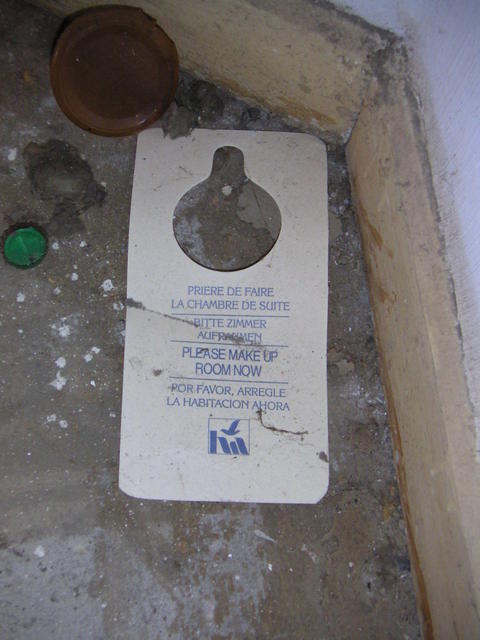 PRIERE DE FAIRE
LA CHAMBRE DE SUITE
BITTE ZIMMER
AUFRAUMEN
PLEASE MAKE UP
ROOM NOW
POR FAVOR, ARREGLE
LA HABITACION AHORA